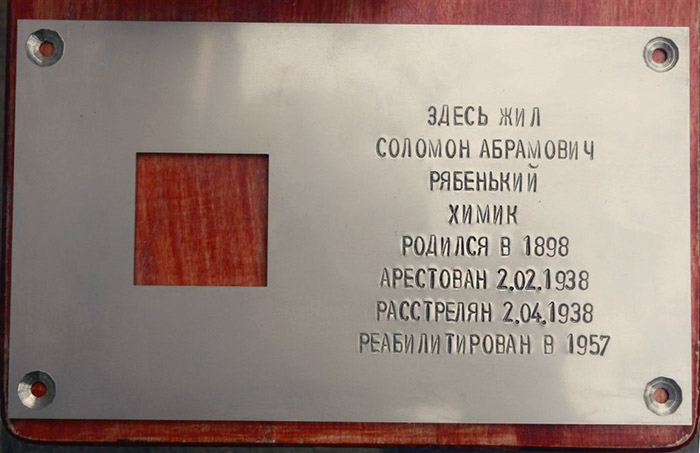 ЗДЕСЬ ЖИЛ
СОЛОМОН АБРАМОВИЧ
РЯБЕНЬКИЙ
ХИМИК
РОДИЛСЯ В 1898
АРЕСТОВАН 2.02.1938
РАССТРЕЛЯН 2.04.1938
РЕАБИЛИТИРОВАН В 1957